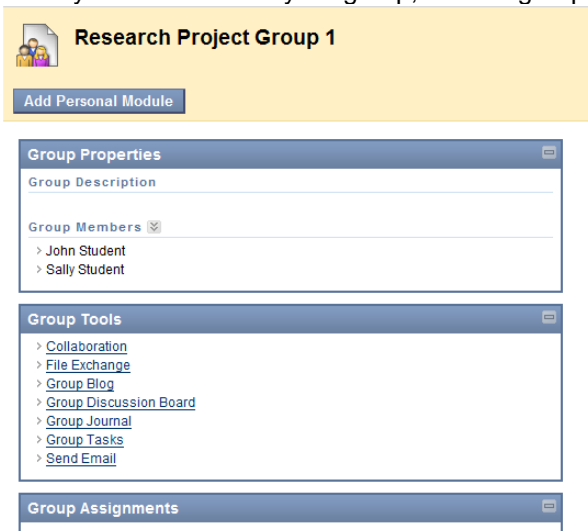 Research Project Group 1
Add Personal Module
Group Properties
Group Description
Group Members
> John Student
> Sally Student
Group Tools
> Collaboration
> File Exchange
> Group Blog
> Group Discussion Board
> Group Journal
> Group Tasks
> Send Email
Group Assignments